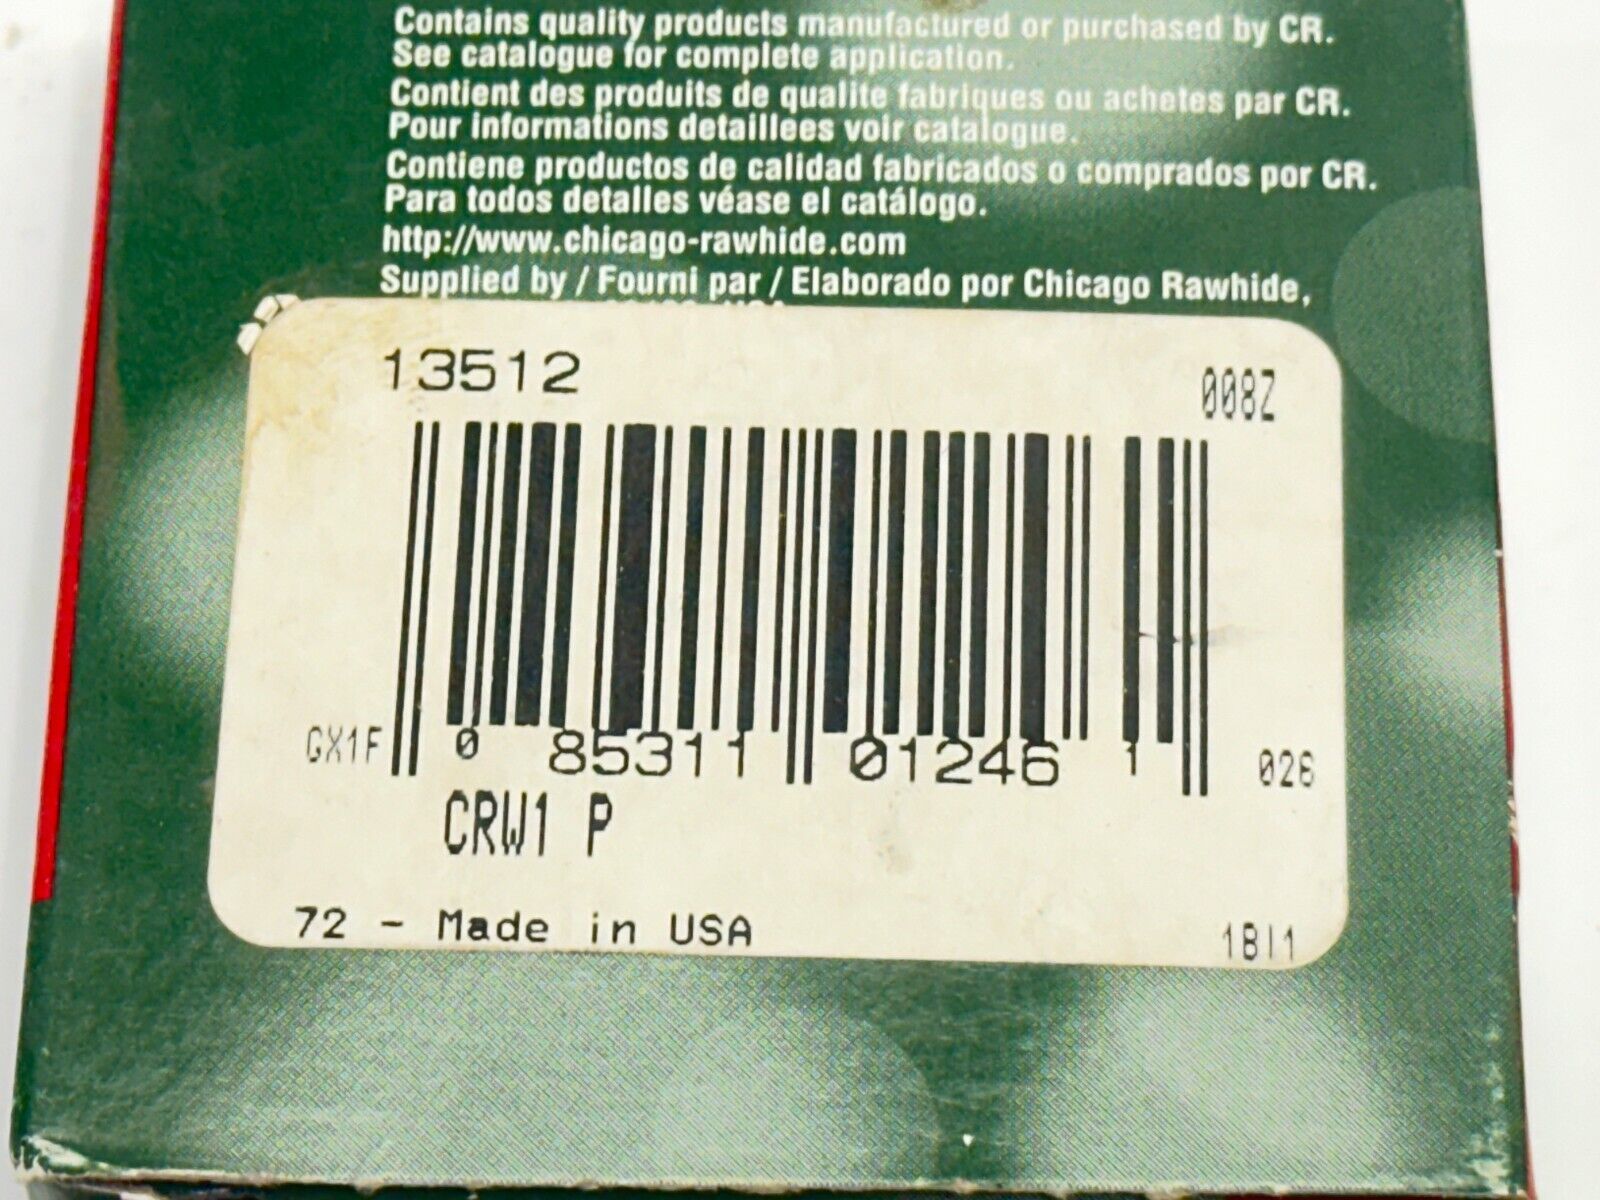 Contains quality products manufactured or purchased by CR.
See catalogue for complete application.
Contient des produits de qualite fabriques ou achetes par CR.
Pour informations detaillees voir catalogue.
Contiene productos de calidad fabricados o comprados por CR.
Para todos detalles véase el catálogo.
http://www.chicago-rawhide.com
Supplied by / Fourni par / Elaborado por Chicago Rawhide,
13512 008Z
GX1F 0 85311 01246 1 026
CRW1 P
72 - Made in USA 1BI1